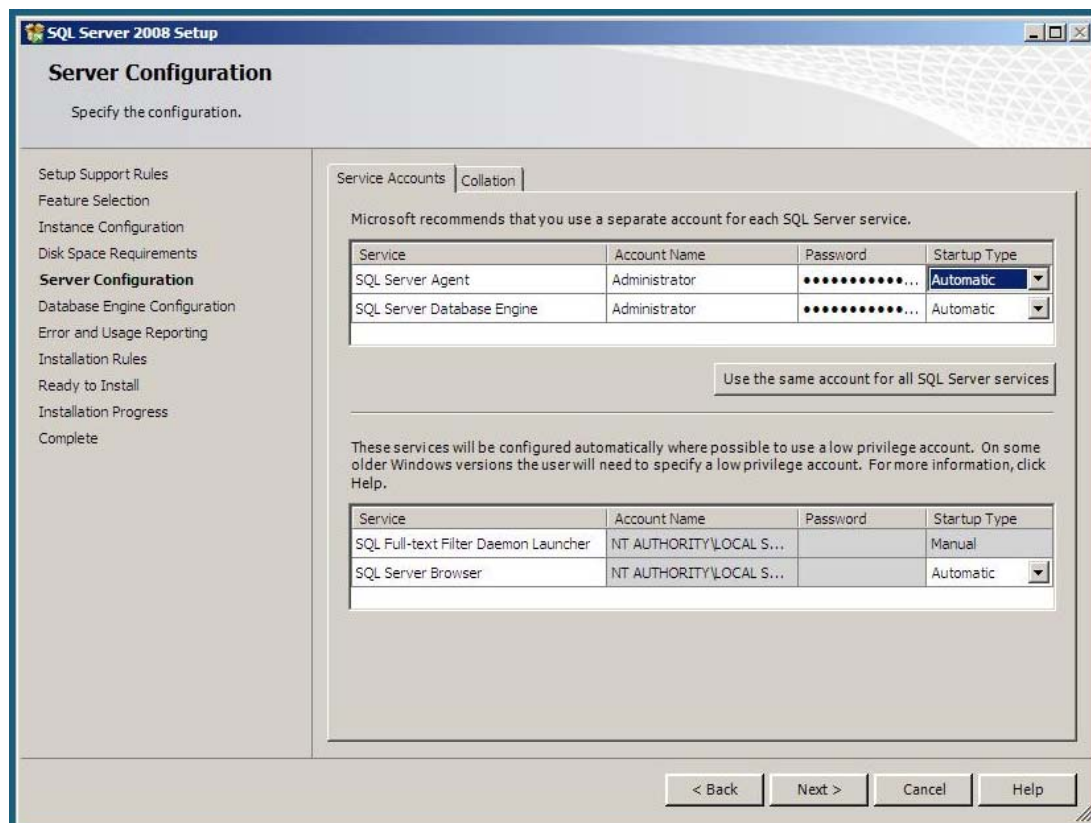 SQL Server 2008 Setup
Server Configuration
Specify the configuration.
Setup Support Rules
Feature Selection
Instance Configuration
Disk Space Requirements
Server Configuration
Database Engine Configuration
Error and Usage Reporting
Installation Rules
Ready to Install
Installation Progress
Complete
Service Accounts Collation
Microsoft recommends that you use a separate account for each SQL Server service.
Service Account Name Password Startup Type
SQL Server Agent Administrator ●●●●●●●●●●●... Automatic
SQL Server Database Engine Administrator ●●●●●●●●●●●... Automatic
Use the same account for all SQL Server services
These services will be configured automatically where possible to use a low privilege account. On some
older Windows versions the user will need to specify a low privilege account. For more information, click
Help.
Service Account Name Password Startup Type
SQL Full-text Filter Daemon Launcher NT AUTHORITY\LOCAL S... Manual
SQL Server Browser NT AUTHORITY\LOCAL S... Automatic
< Back Next > Cancel Help